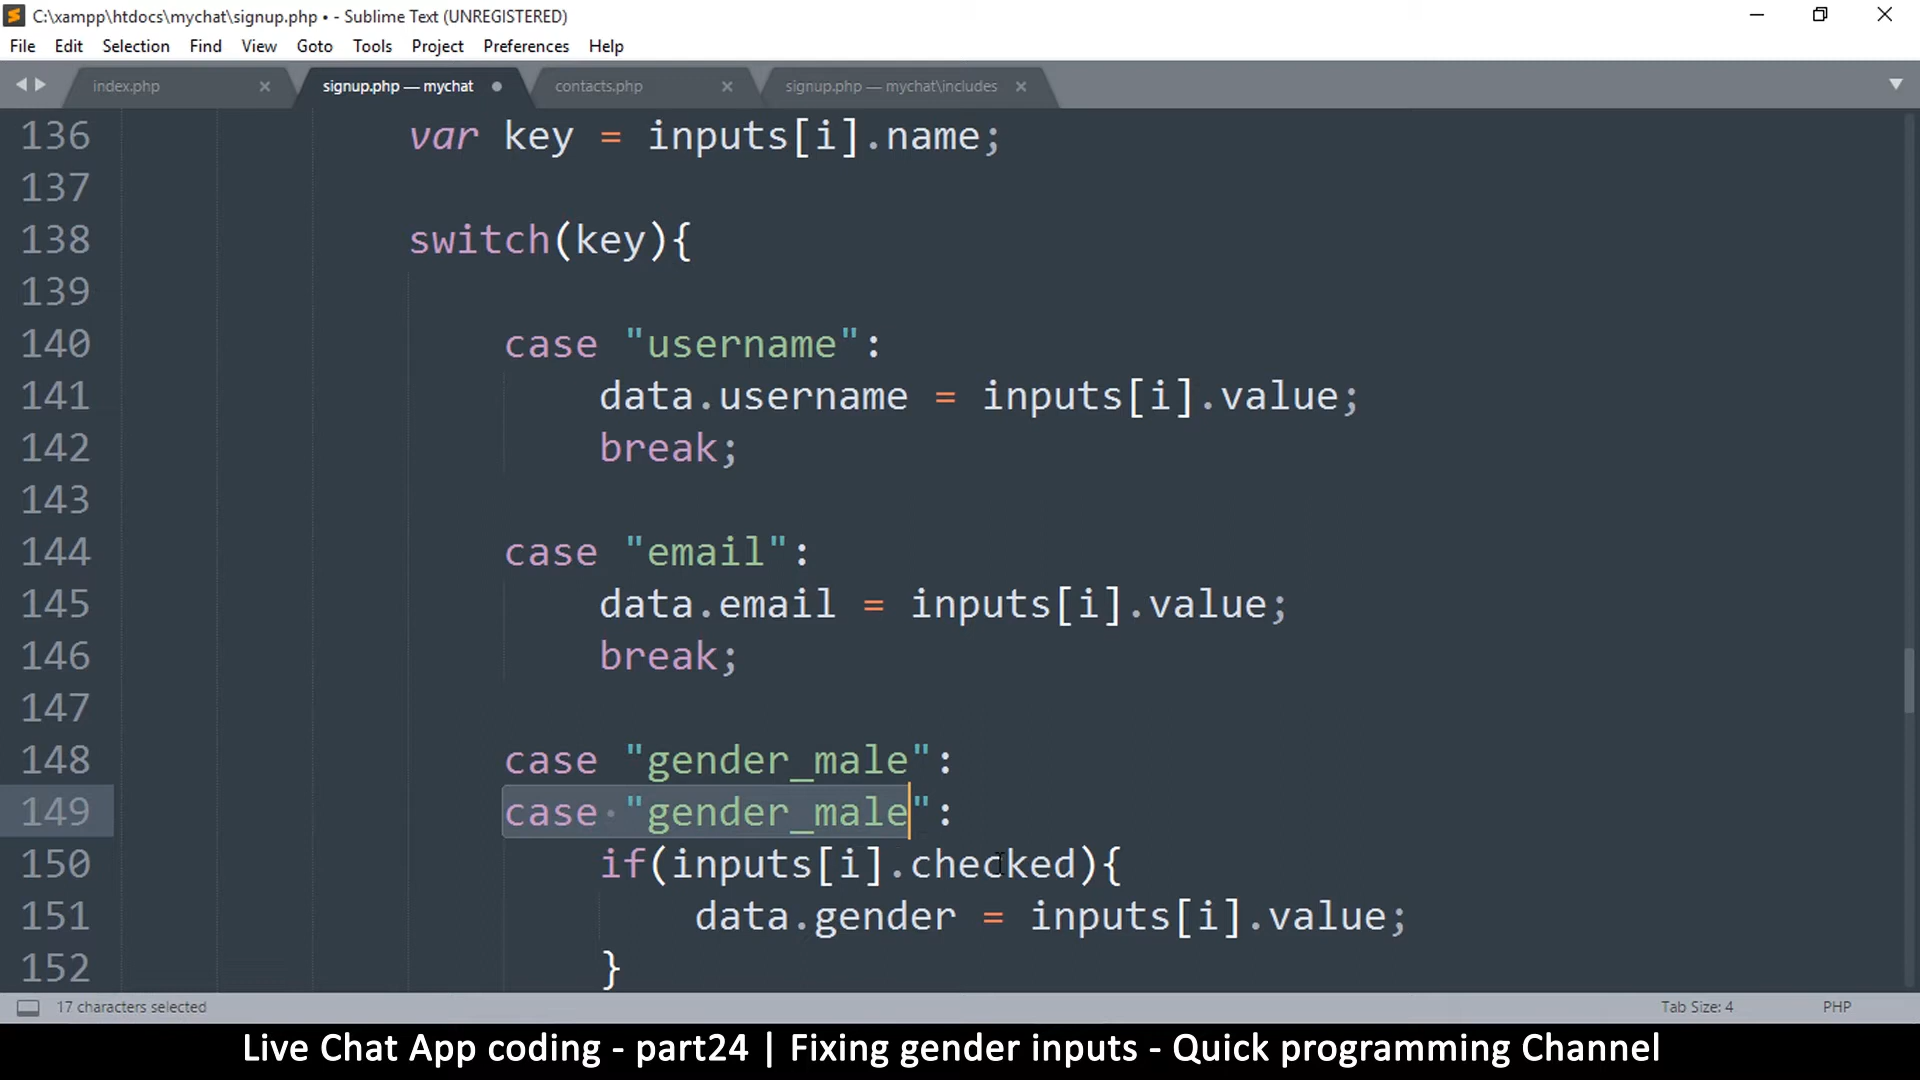 C:\xampp\htdocs\mychat\signup.php • - Sublime Text (UNREGISTERED)
File Edit Selection Find View Goto Tools Project Preferences Help
index.php signup.php — mychat contacts.php signup.php — mychat\includes
136 var key = inputs[i].name;
137
138 switch(key){
139
140 case "username":
141 data.username = inputs[i].value;
142 break;
143
144 case "email":
145 data.email = inputs[i].value;
146 break;
147
148 case "gender_male":
149 case "gender_male":
150 if(inputs[i].checked){
151 data.gender = inputs[i].value;
152 }
17 characters selected Tab Size: 4 PHP
Live Chat App coding - part24 | Fixing gender inputs - Quick programming Channel